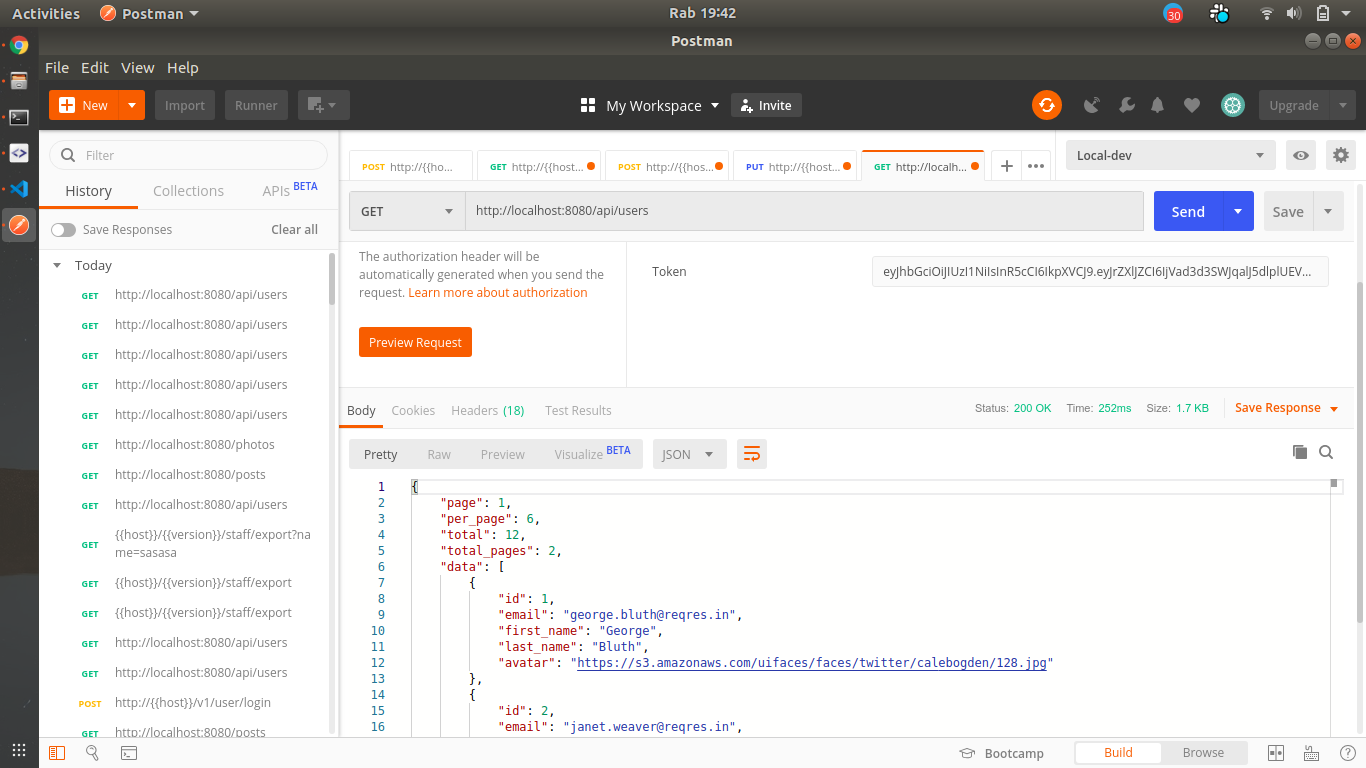 Activities
Postman
Rab 19:42
30
Postman
File Edit View Help
New
Import
Runner
My Workspace
Invite
Upgrade
Filter
History
Collections
APIs BETA
Save Responses
Clear all
Today
GET http://localhost:8080/api/users
GET http://localhost:8080/api/users
GET http://localhost:8080/api/users
GET http://localhost:8080/api/users
GET http://localhost:8080/api/users
GET http://localhost:8080/photos
GET http://localhost:8080/posts
GET http://localhost:8080/api/users
GET {{host}}/{{version}}/staff/export?na
me=sasasa
GET {{host}}/{{version}}/staff/export
GET {{host}}/{{version}}/staff/export
GET http://localhost:8080/api/users
GET http://localhost:8080/api/users
POST http://{{host}}/v1/user/login
http://localhost:8080/posts
POST http://{{ho...
GET http://{{host...
POST http://{{hos...
PUT http://{{host...
GET http://localh...
Local-dev
GET
http://localhost:8080/api/users
Send
Save
The authorization header will be
automatically generated when you send the
request. Learn more about authorization
Preview Request
Token
Body
Cookies
Headers (18)
Test Results
Status: 200 OK
Time: 252ms
Size: 1.7 KB
Save Response
Pretty
Raw
Preview
Visualize BETA
JSON
1 {
2 "page": 1,
3 "per_page": 6,
4 "total": 12,
5 "total_pages": 2,
6 "data": [
7 {
8 "id": 1,
9 "email": "george.bluth@reqres.in",
10 "first_name": "George",
11 "last_name": "Bluth",
12 "avatar": "https://s3.amazonaws.com/uifaces/faces/twitter/calebogden/128.jpg"
13 },
14 {
15 "id": 2,
16 "email": "janet.weaver@reqres.in",
Bootcamp
Build
Browse